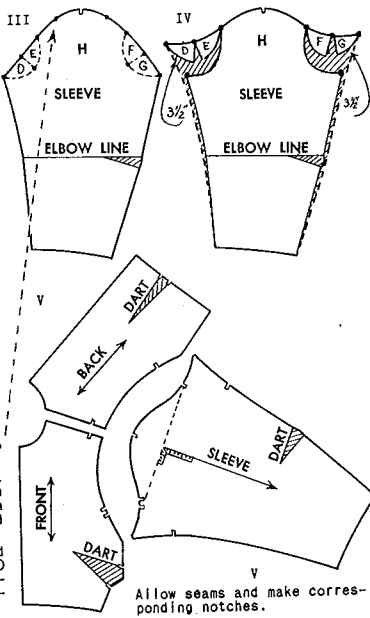 III
H
E
D
F
G
SLEEVE
ELBOW LINE
IV
H
D
E
F
G
SLEEVE
3½"
3½"
ELBOW LINE
V
DART
BACK
FRONT
DART
SLEEVE
DART
V
Allow seams and make corres-
ponding notches.